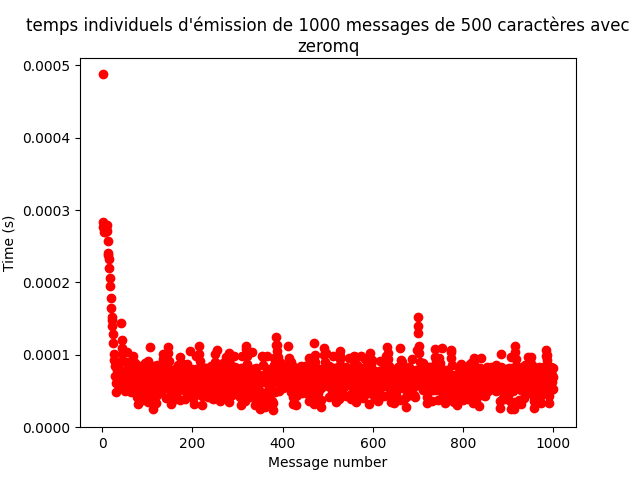 temps individuels d'émission de 1000 messages de 500 caractères avec
zeromq
0.0005
0.0004
0.0003
0.0002
0.0001
0.0000
Time (s)
0 200 400 600 800 1000
Message number